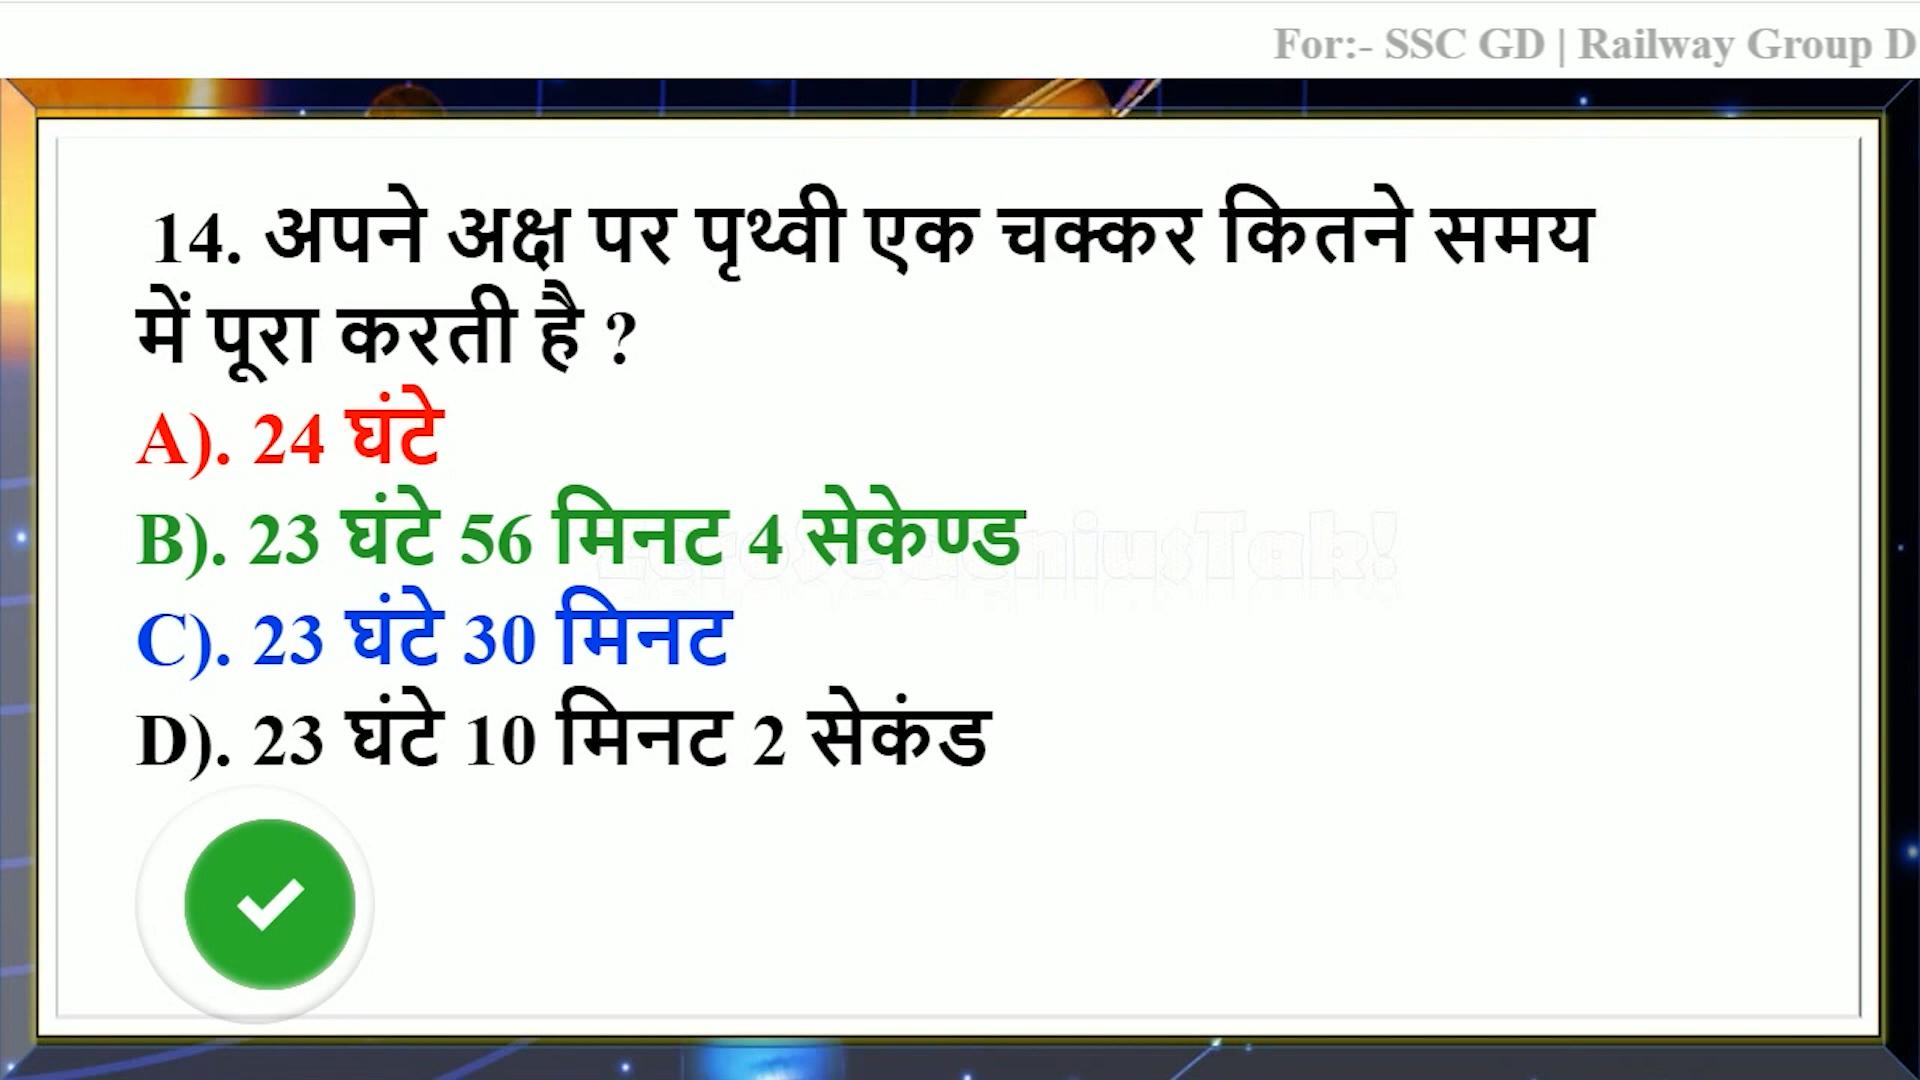 For:- SSC GD | Railway Group D
14. अपने अक्ष पर पृथ्वी एक चक्कर कितने समय
में पूरा करती है ?
A). 24 घंटे
B). 23 घंटे 56 मिनट 4 सेकेण्ड
C). 23 घंटे 30 मिनट
D). 23 घंटे 10 मिनट 2 सेकंड